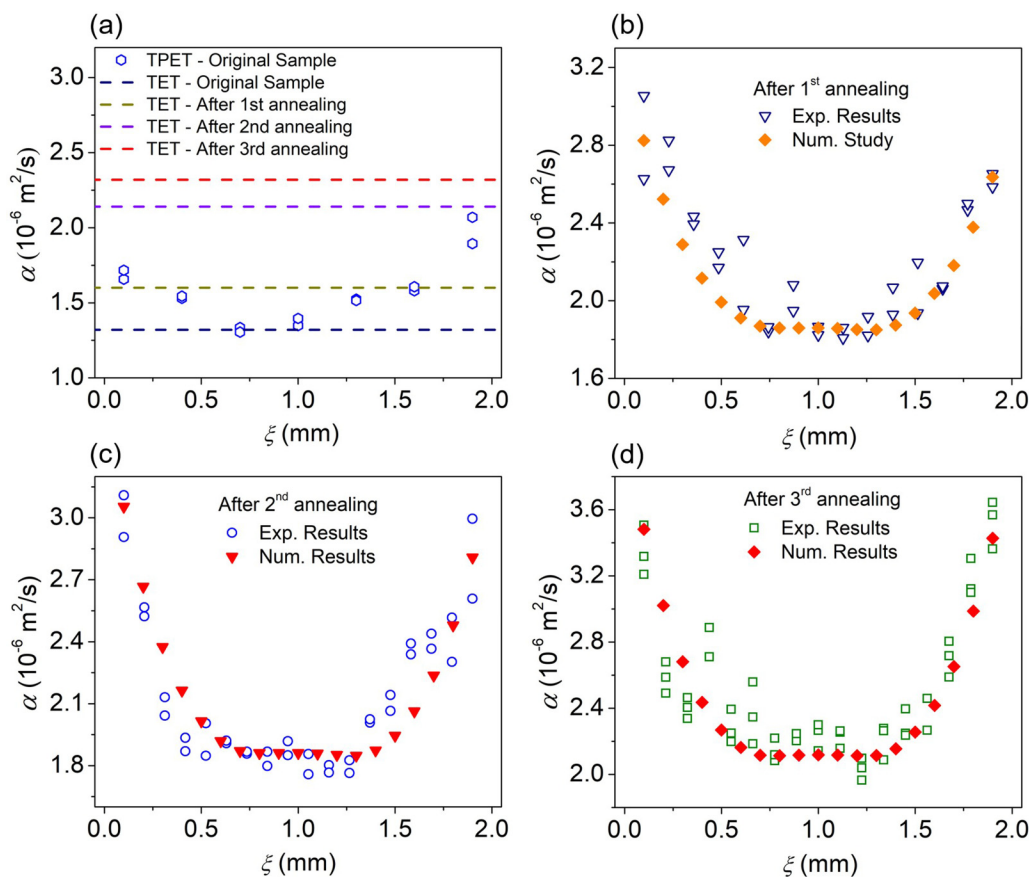 (a)
TPET - Original Sample
TET - Original Sample
TET - After 1st annealing
TET - After 2nd annealing
TET - After 3rd annealing
3.0
2.5
2.0
1.5
1.0
α (10⁻⁶ m²/s)
0.0 0.5 1.0 1.5 2.0
ξ (mm)
(b)
After 1ˢᵗ annealing
Exp. Results
Num. Study
3.2
2.8
2.4
2.0
1.6
α (10⁻⁶ m²/s)
0.0 0.5 1.0 1.5 2.0
ξ (mm)
(c)
After 2ⁿᵈ annealing
Exp. Results
Num. Results
3.0
2.7
2.4
2.1
1.8
α (10⁻⁶ m²/s)
0.0 0.5 1.0 1.5 2.0
ξ (mm)
(d)
After 3ʳᵈ annealing
Exp. Results
Num. Results
3.6
3.2
2.8
2.4
2.0
α (10⁻⁶ m²/s)
0.0 0.5 1.0 1.5 2.0
ξ (mm)